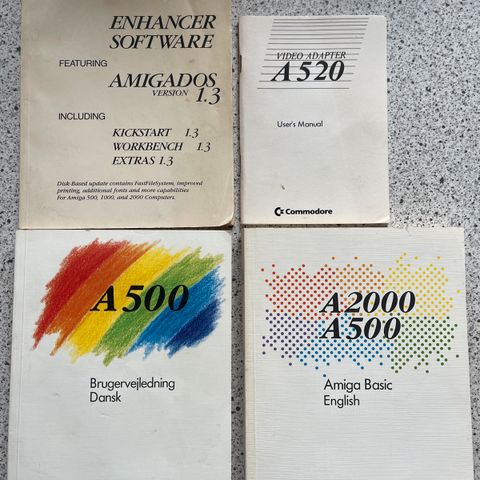 ENHANCER
SOFTWARE
FEATURING
AMIGADOS
VERSION 1.3
INCLUDING
KICKSTART 1.3
WORKBENCH 1.3
EXTRAS 1.3
Disk-Based update contains FastFileSystem, improved
printing, additional fonts and more capabilities
For Amiga 500, 1000, and 2000 Computers.
VIDEO ADAPTER
A520
User's Manual
Commodore
A500
Brugervejledning
Dansk
A2000
A500
Amiga Basic
English